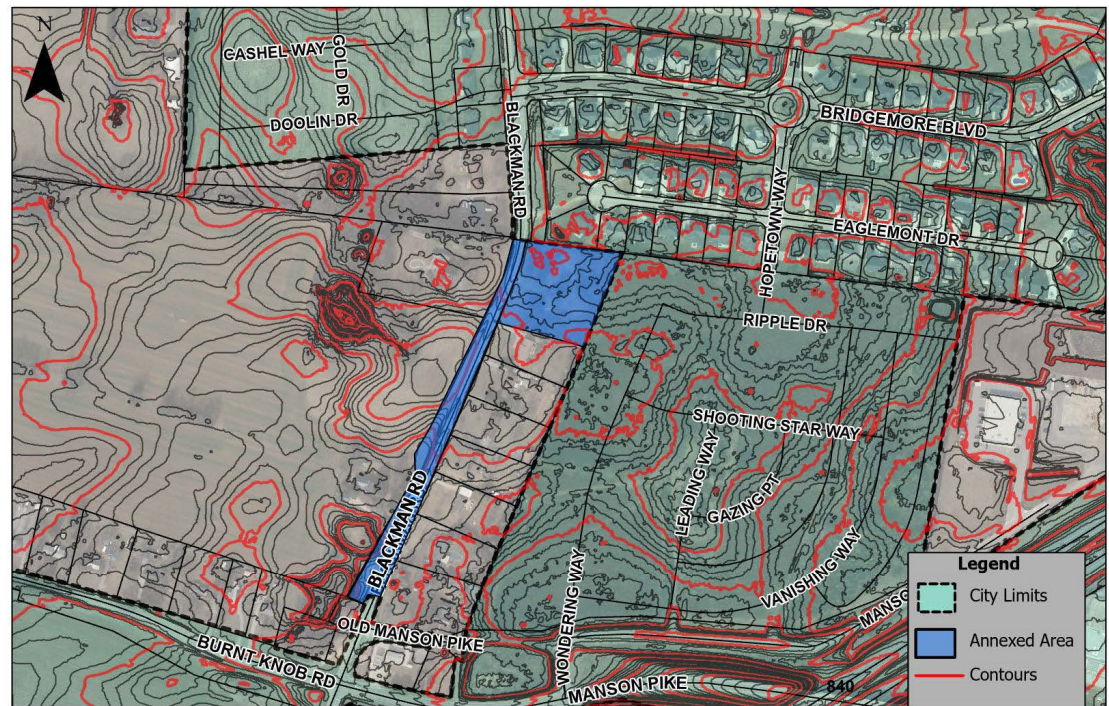 N
CASHEL WAY
GOLD DR
DOOLIN DR
BLACKMAN RD
BRIDGEMORE BLVD
HOPETOWN WAY
EAGLEMONT DR
RIPPLE DR
SHOOTING STAR WAY
LEADING WAY
GAZING PT
BLACKMAN RD
VANISHING WAY
WONDERING WAY
MANSO
OLD MANSON PIKE
BURNT KNOB RD
MANSON PIKE
840
Legend
City Limits
Annexed Area
Contours